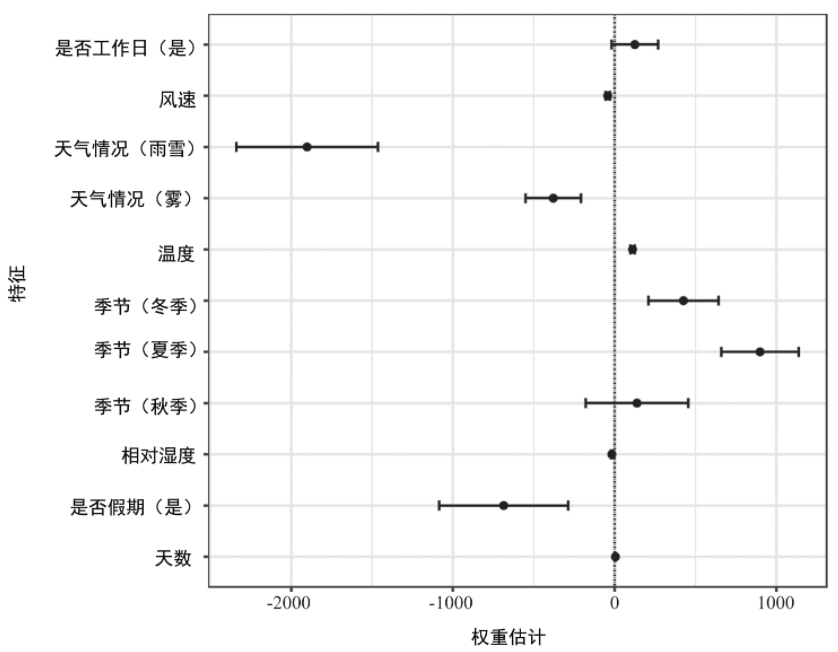 是否工作日（是）
风速
天气情况（雨雪）
天气情况（雾）
温度
季节（冬季）
季节（夏季）
季节（秋季）
相对湿度
是否假期（是）
天数
特征
-2000 -1000 0 1000
权重估计